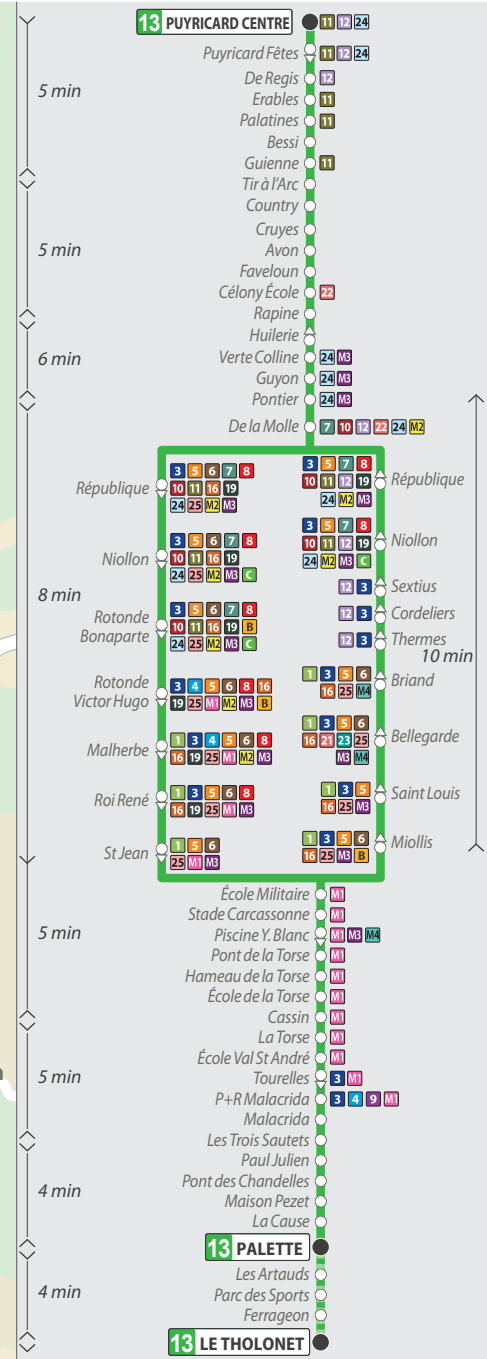 13 PUYRICARD CENTRE 11 12 24
Puyricard Fêtes 11 12 24
De Regis 12
5 min
Erables 11
Palatines 11
Bessi
Guienne 11
Tir à l'Arc
Country
Cruyes
5 min
Avon
Faveloun
Célony École 22
Rapine
Huilerie
6 min
Verte Colline 24 M3
Guyon 24 M3
Pontier 24 M3
De la Molle 7 10 12 22 24 M2
République
3 5 6 7 8
10 11 16 19
24 25 M2 M3
3 5 7 8
10 11 12 19
24 M2 M3
République
Niollon
3 5 6 7 8
10 11 16 19
24 25 M2 M3 C
3 5 7 8
10 11 12 19
24 M2 M3 C
Niollon
8 min
12 3 Sextius
Rotonde
Bonaparte
3 5 6 7 8
10 11 16 19 B
24 25 M2 M3 C
12 3 Cordeliers
12 3 Thermes
10 min
Rotonde
Victor Hugo
3 4 5 6 8 16
19 25 M1 M2 M3 B
1 3 5 6
16 25 M4
Briand
Malherbe
1 3 4 5 6 8
16 19 25 M1 M2 M3
1 3 5 6
16 21 23 25
M3 M4
Bellegarde
Roi René
1 3 5 6 8
16 19 25 M1 M3
1 3 5
16 25 M3
Saint Louis
St Jean
1 5 6
25 M1 M3
1 3 5 6
16 25 M3 B
Miollis
École Militaire M1
Stade Carcassonne M1
5 min
Piscine Y. Blanc M1 M3 M4
Pont de la Torse M1
Hameau de la Torse M1
École de la Torse M1
Cassin M1
La Torse M1
École Val St André M1
5 min
Tourelles 3 M1
P+R Malacrida 3 4 9 M1
Malacrida
Les Trois Sautets
Paul Julien
Pont des Chandelles
4 min
Maison Pezet
La Cause
13 PALETTE
Les Artauds
4 min
Parc des Sports
Ferrageon
13 LE THOLONET